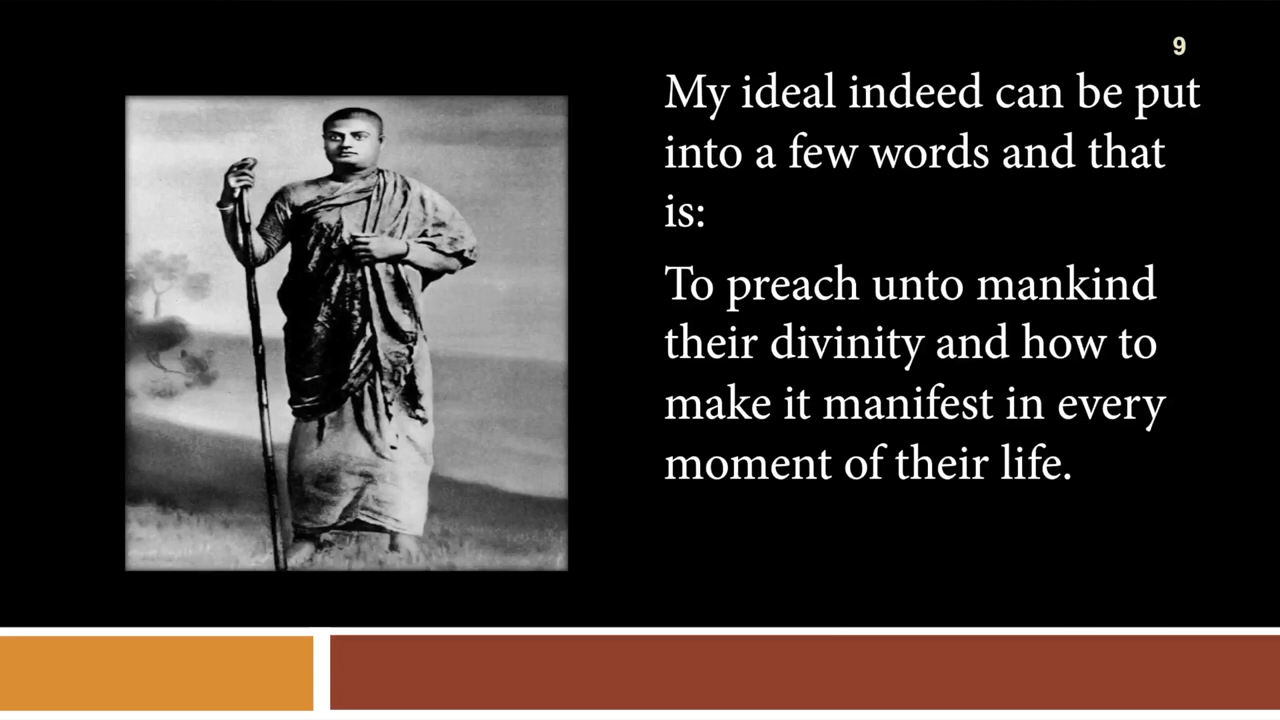 9
My ideal indeed can be put
into a few words and that
is:
To preach unto mankind
their divinity and how to
make it manifest in every
moment of their life.